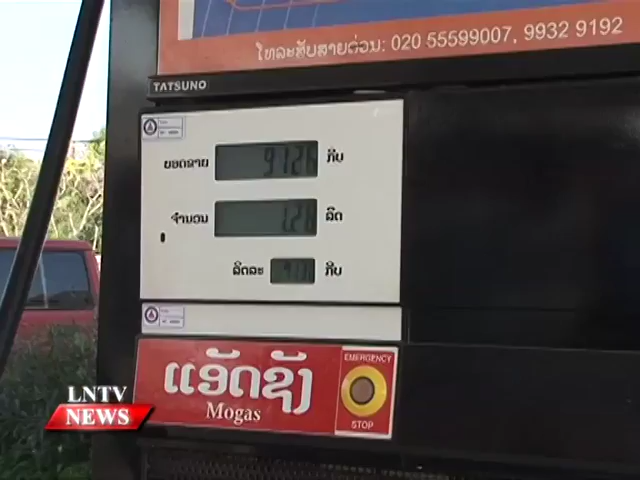 ໂທລະສັບສາຍດ່ວນ: 020 55599007, 9932 9192
TATSUNO
ຍອດຂາຍ ກີບ
ຈຳນວນ ລິດ
ລິດລະ ກີບ
ແອັດຊັງ
Mogas
EMERGENCY
STOP
LNTV
NEWS